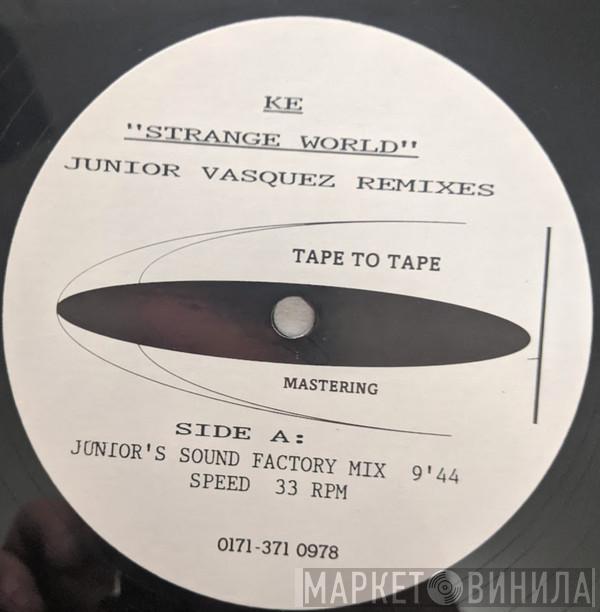 KE
"STRANGE WORLD"
JUNIOR VASQUEZ REMIXES
TAPE TO TAPE
MASTERING
SIDE A:
JUNIOR'S SOUND FACTORY MIX 9'44
SPEED 33 RPM
0171-371 0978
МАРКЕТ ВИНИЛА